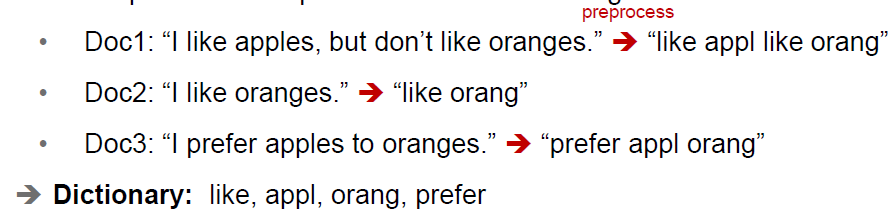 preprocess
• Doc1: “I like apples, but don’t like oranges.” ➔ “like appl like orang”
• Doc2: “I like oranges.” ➔ “like orang”
• Doc3: “I prefer apples to oranges.” ➔ “prefer appl orang”
➔ Dictionary: like, appl, orang, prefer